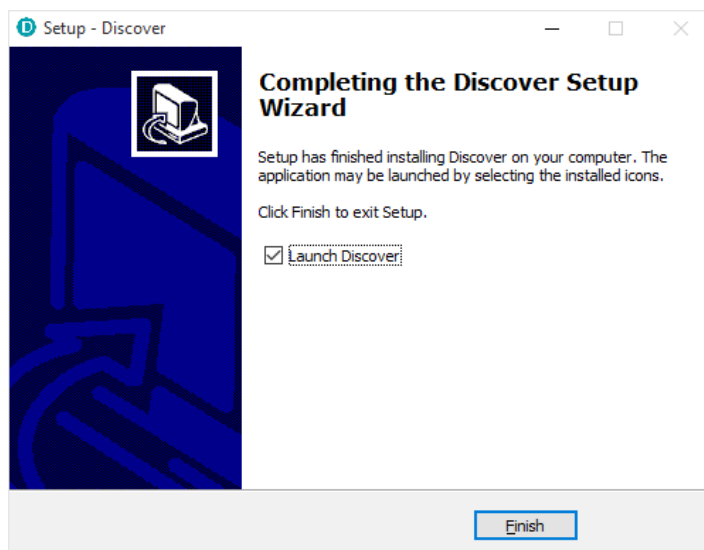 D Setup - Discover
Completing the Discover Setup
Wizard
Setup has finished installing Discover on your computer. The
application may be launched by selecting the installed icons.
Click Finish to exit Setup.
Launch Discover
Finish